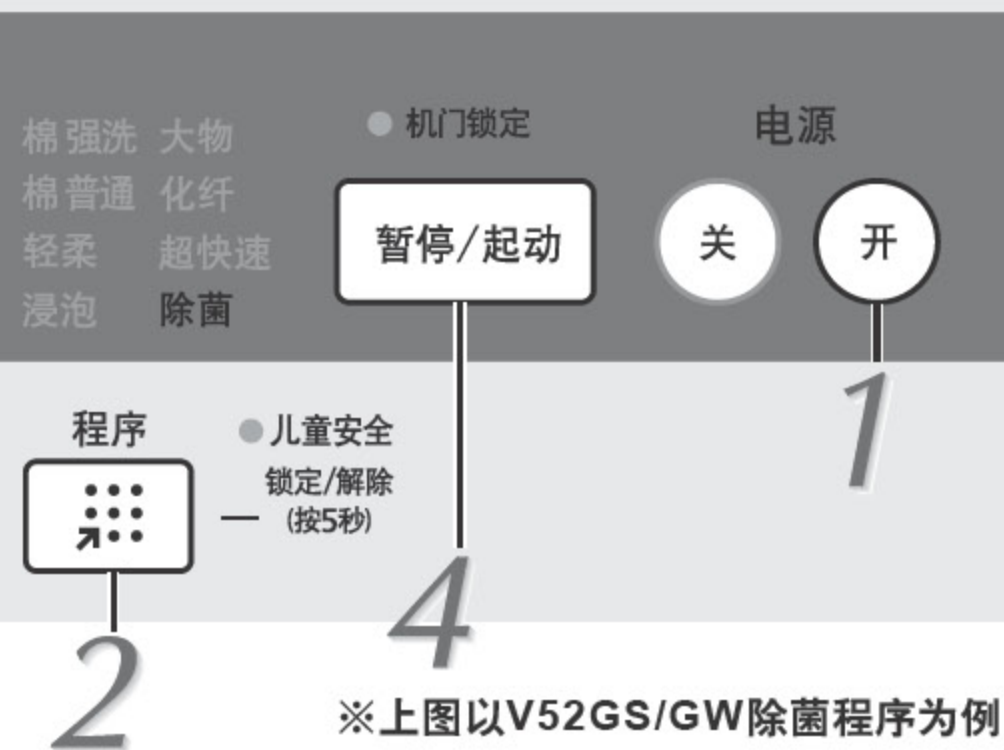 ● 机门锁定
电源
棉强洗 大物
棉普通 化纤
轻柔 超快速
浸泡 除菌
暂停/起动
关
开
1
程序
● 儿童安全
锁定/解除
(按5秒)
4
2
※上图以V52GS/GW除菌程序为例